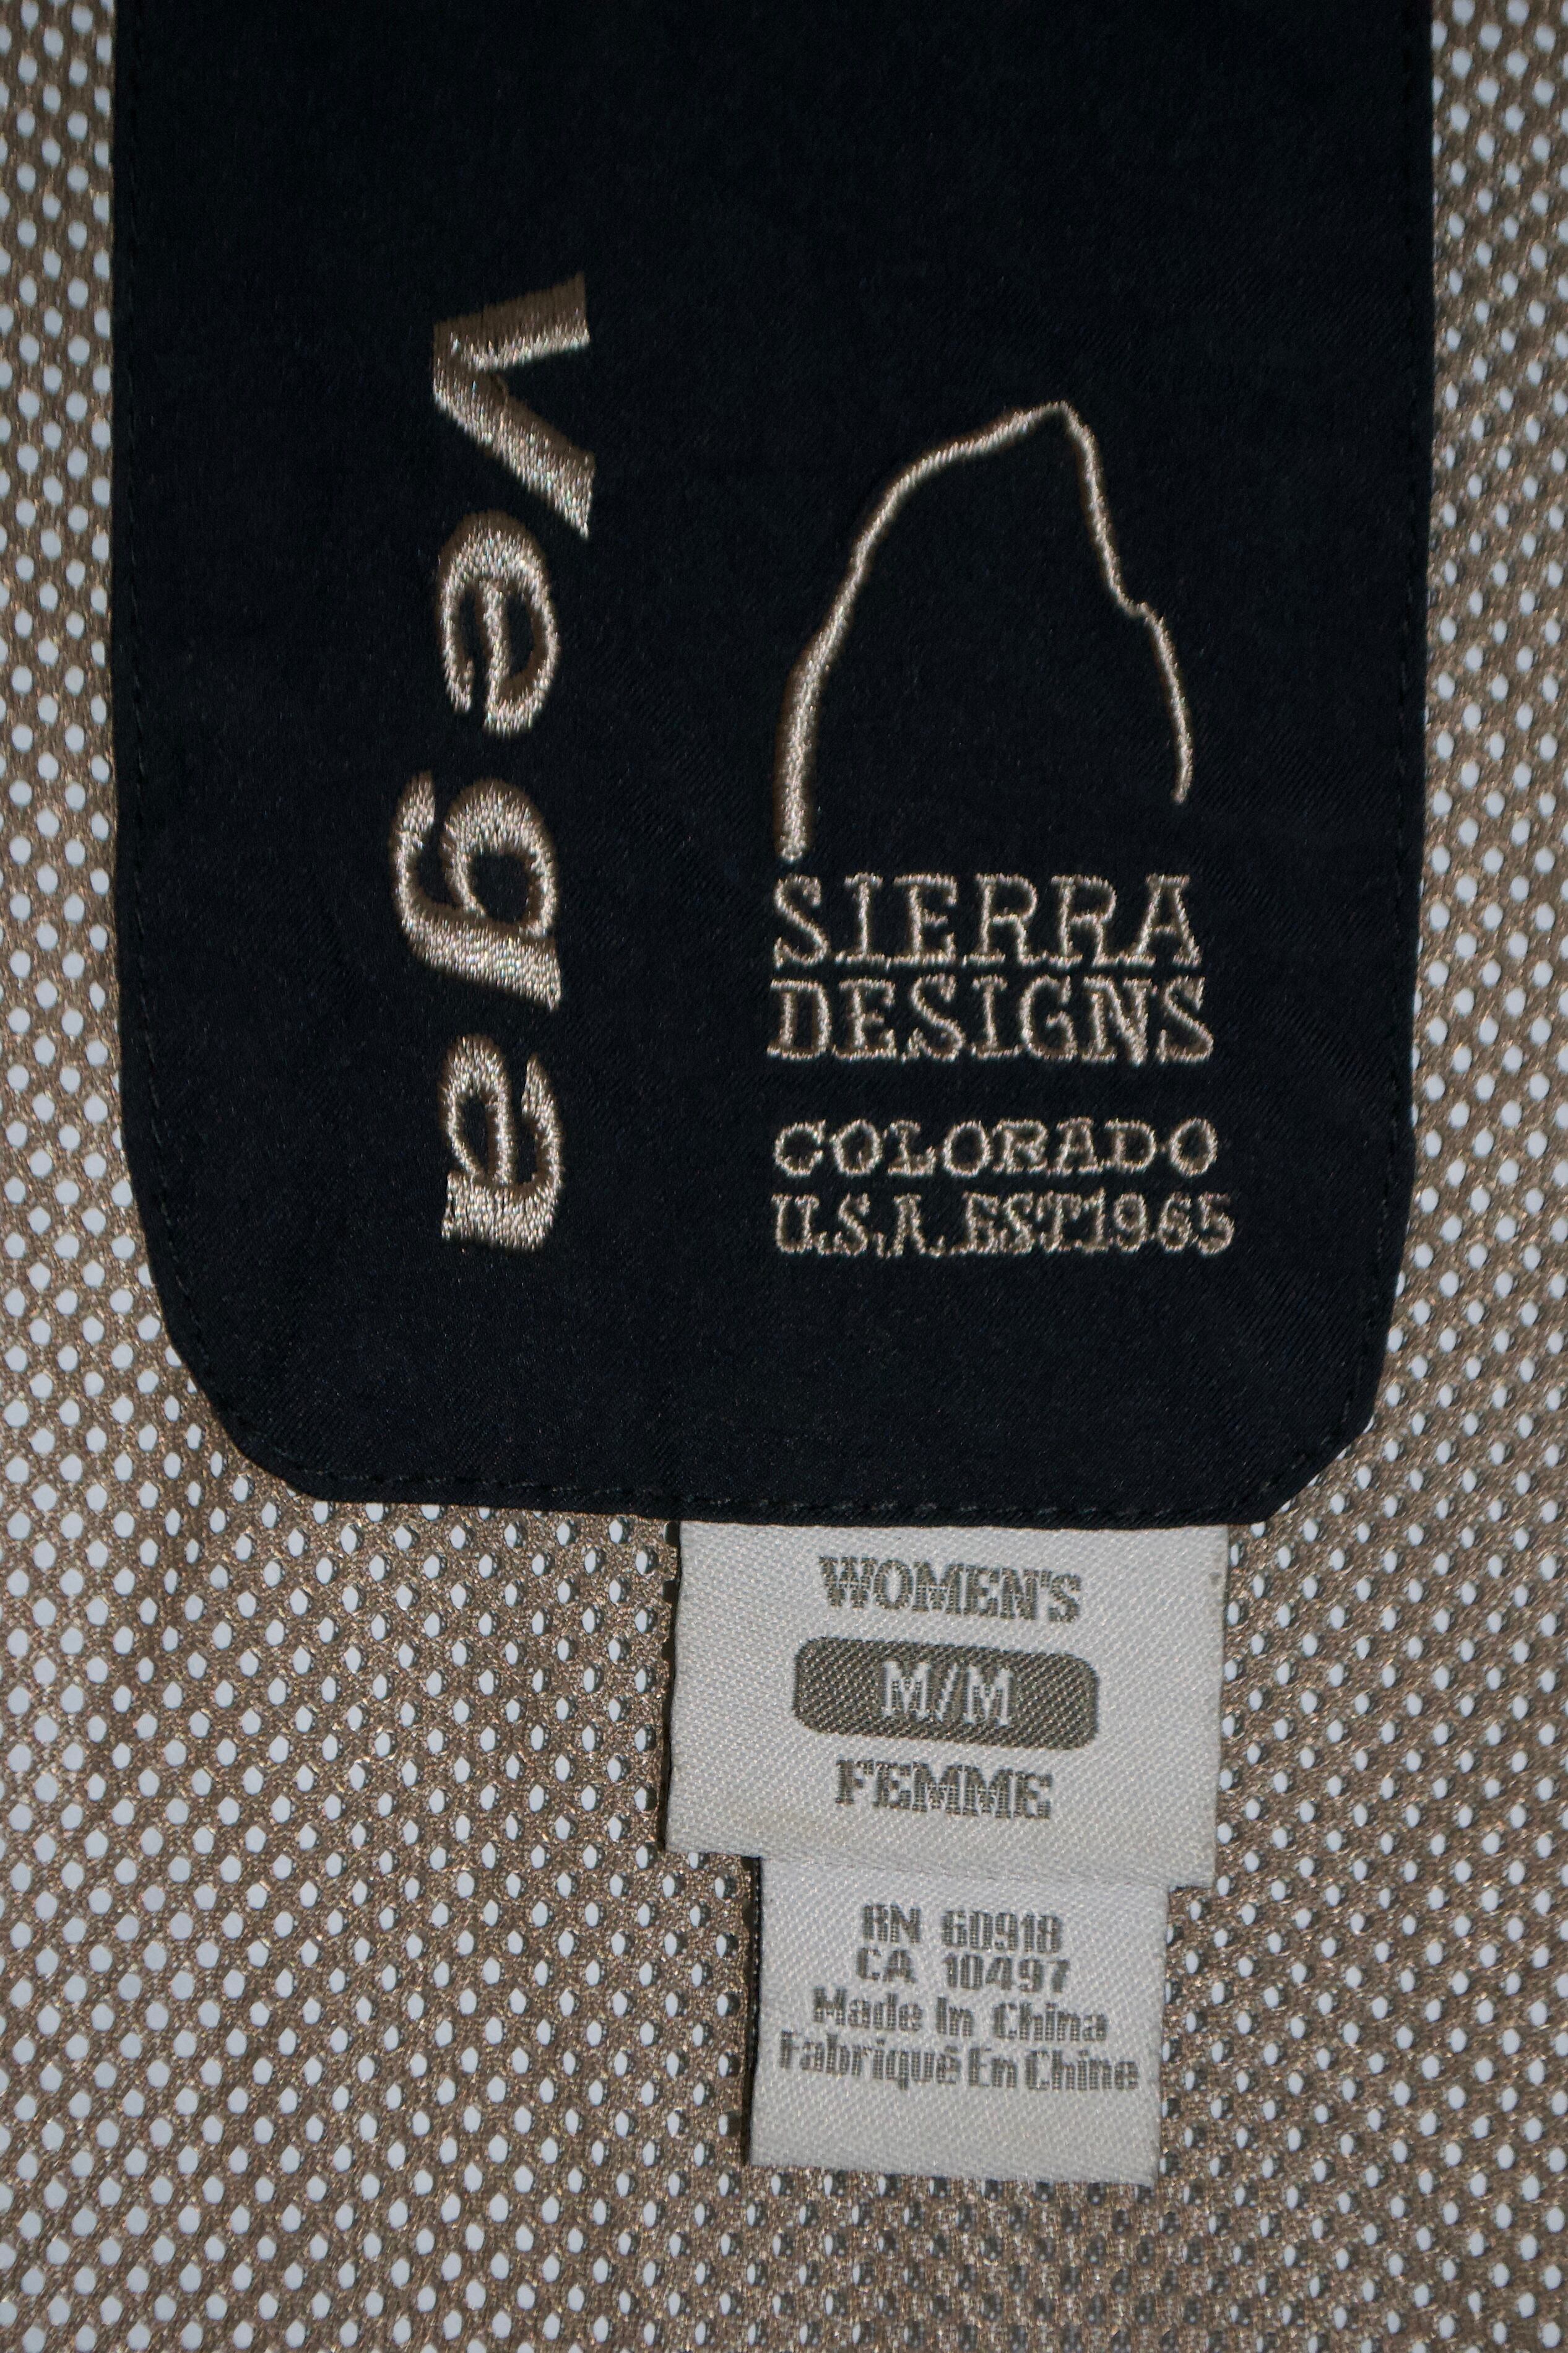 Vega
SIERRA
DESIGNS
COLORADO
U.S.A. EST.1965
WOMEN'S
M/M
FEMME
RN 60918
CA 10497
Made In China
Fabriqué En Chine